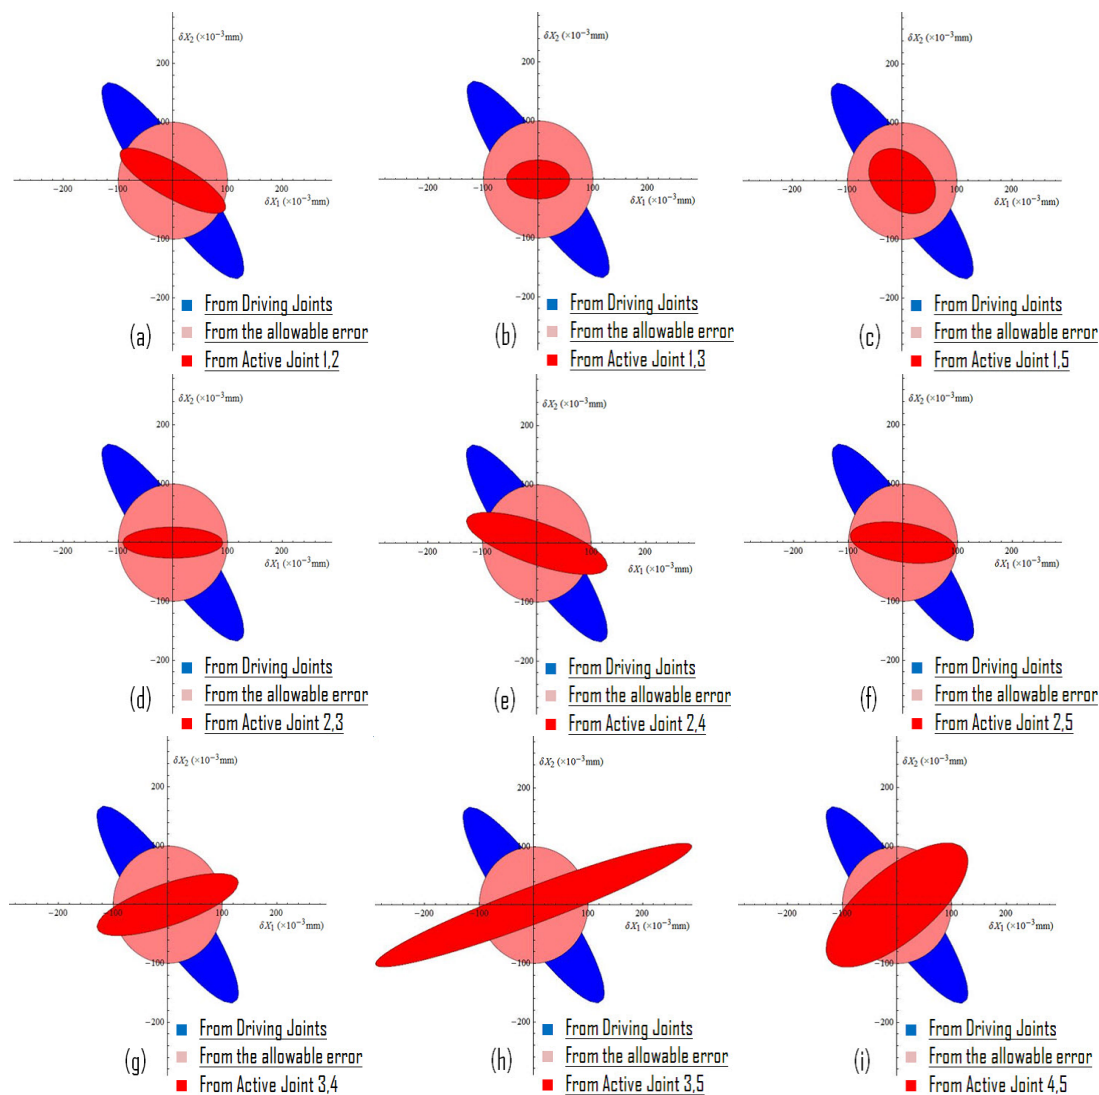 δX₂ (×10⁻³mm)
200
100
-200 -100 100 200
δX₁ (×10⁻³mm)
-100
-200
(a)
From Driving Joints
From the allowable error
From Active Joint 1,2
δX₂ (×10⁻³mm)
200
100
-200 -100 100 200
δX₁ (×10⁻³mm)
-100
-200
(b)
From Driving Joints
From the allowable error
From Active Joint 1,3
δX₂ (×10⁻³mm)
200
100
-200 -100 100 200
δX₁ (×10⁻³mm)
-100
-200
(c)
From Driving Joints
From the allowable error
From Active Joint 1,5
δX₂ (×10⁻³mm)
200
100
-200 -100 100 200
δX₁ (×10⁻³mm)
-100
-200
(d)
From Driving Joints
From the allowable error
From Active Joint 2,3
δX₂ (×10⁻³mm)
200
100
-200 -100 100 200
δX₁ (×10⁻³mm)
-100
-200
(e)
From Driving Joints
From the allowable error
From Active Joint 2,4
δX₂ (×10⁻³mm)
200
100
-200 -100 100 200
δX₁ (×10⁻³mm)
-100
-200
(f)
From Driving Joints
From the allowable error
From Active Joint 2,5
δX₂ (×10⁻³mm)
200
100
-200 -100 100 200
δX₁ (×10⁻³mm)
-100
-200
(g)
From Driving Joints
From the allowable error
From Active Joint 3,4
δX₂ (×10⁻³mm)
200
100
-200 -100 100 200
δX₁ (×10⁻³mm)
-100
-200
(h)
From Driving Joints
From the allowable error
From Active Joint 3,5
δX₂ (×10⁻³mm)
200
100
-200 -100 100 200
δX₁ (×10⁻³mm)
-100
-200
(i)
From Driving Joints
From the allowable error
From Active Joint 4,5